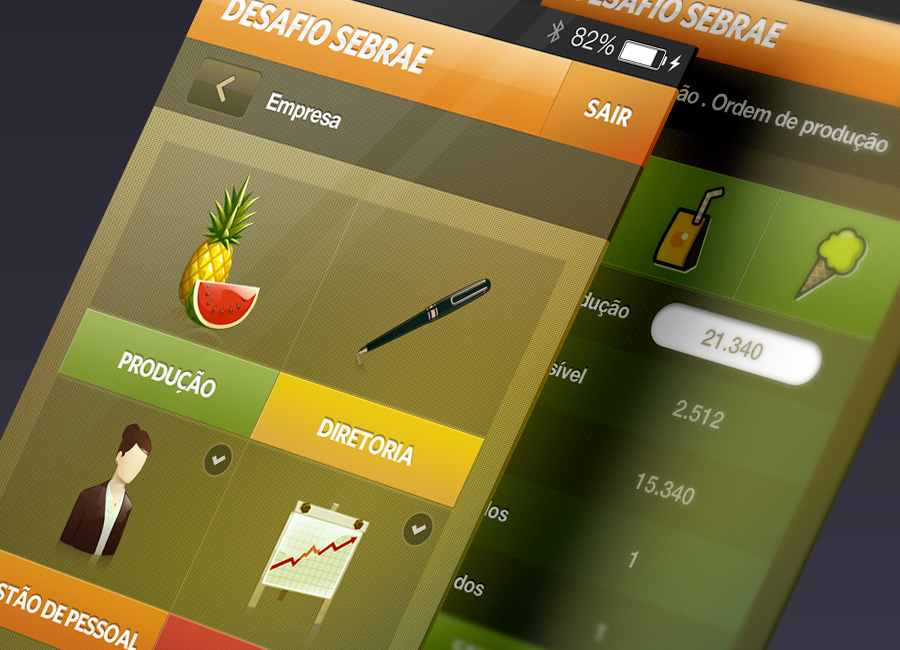 DESAFIO SEBRAE
82%
SAIR
Empresa
PRODUÇÃO
DIRETORIA
STÃO DE PESSOAL
DESAFIO SEBRAE
ão . Ordem de produção
dução
21.340
sível
2.512
15.340
los
1
dos
1